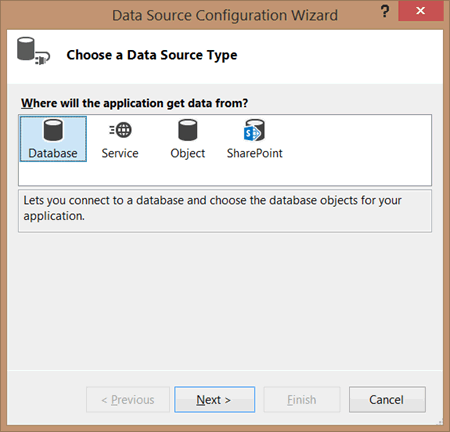 Data Source Configuration Wizard
?
x
Choose a Data Source Type
Where will the application get data from?
Database Service Object SharePoint
Lets you connect to a database and choose the database objects for your
application.
< Previous Next > Finish Cancel